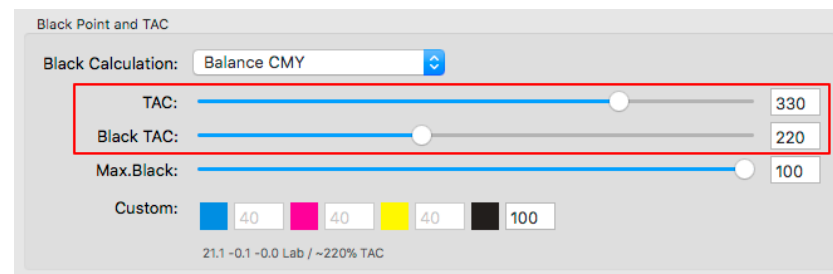 Black Point and TAC
Black Calculation: Balance CMY
TAC: 330
Black TAC: 220
Max.Black: 100
Custom: 40 40 40 100
21.1 -0.1 -0.0 Lab / ~220% TAC